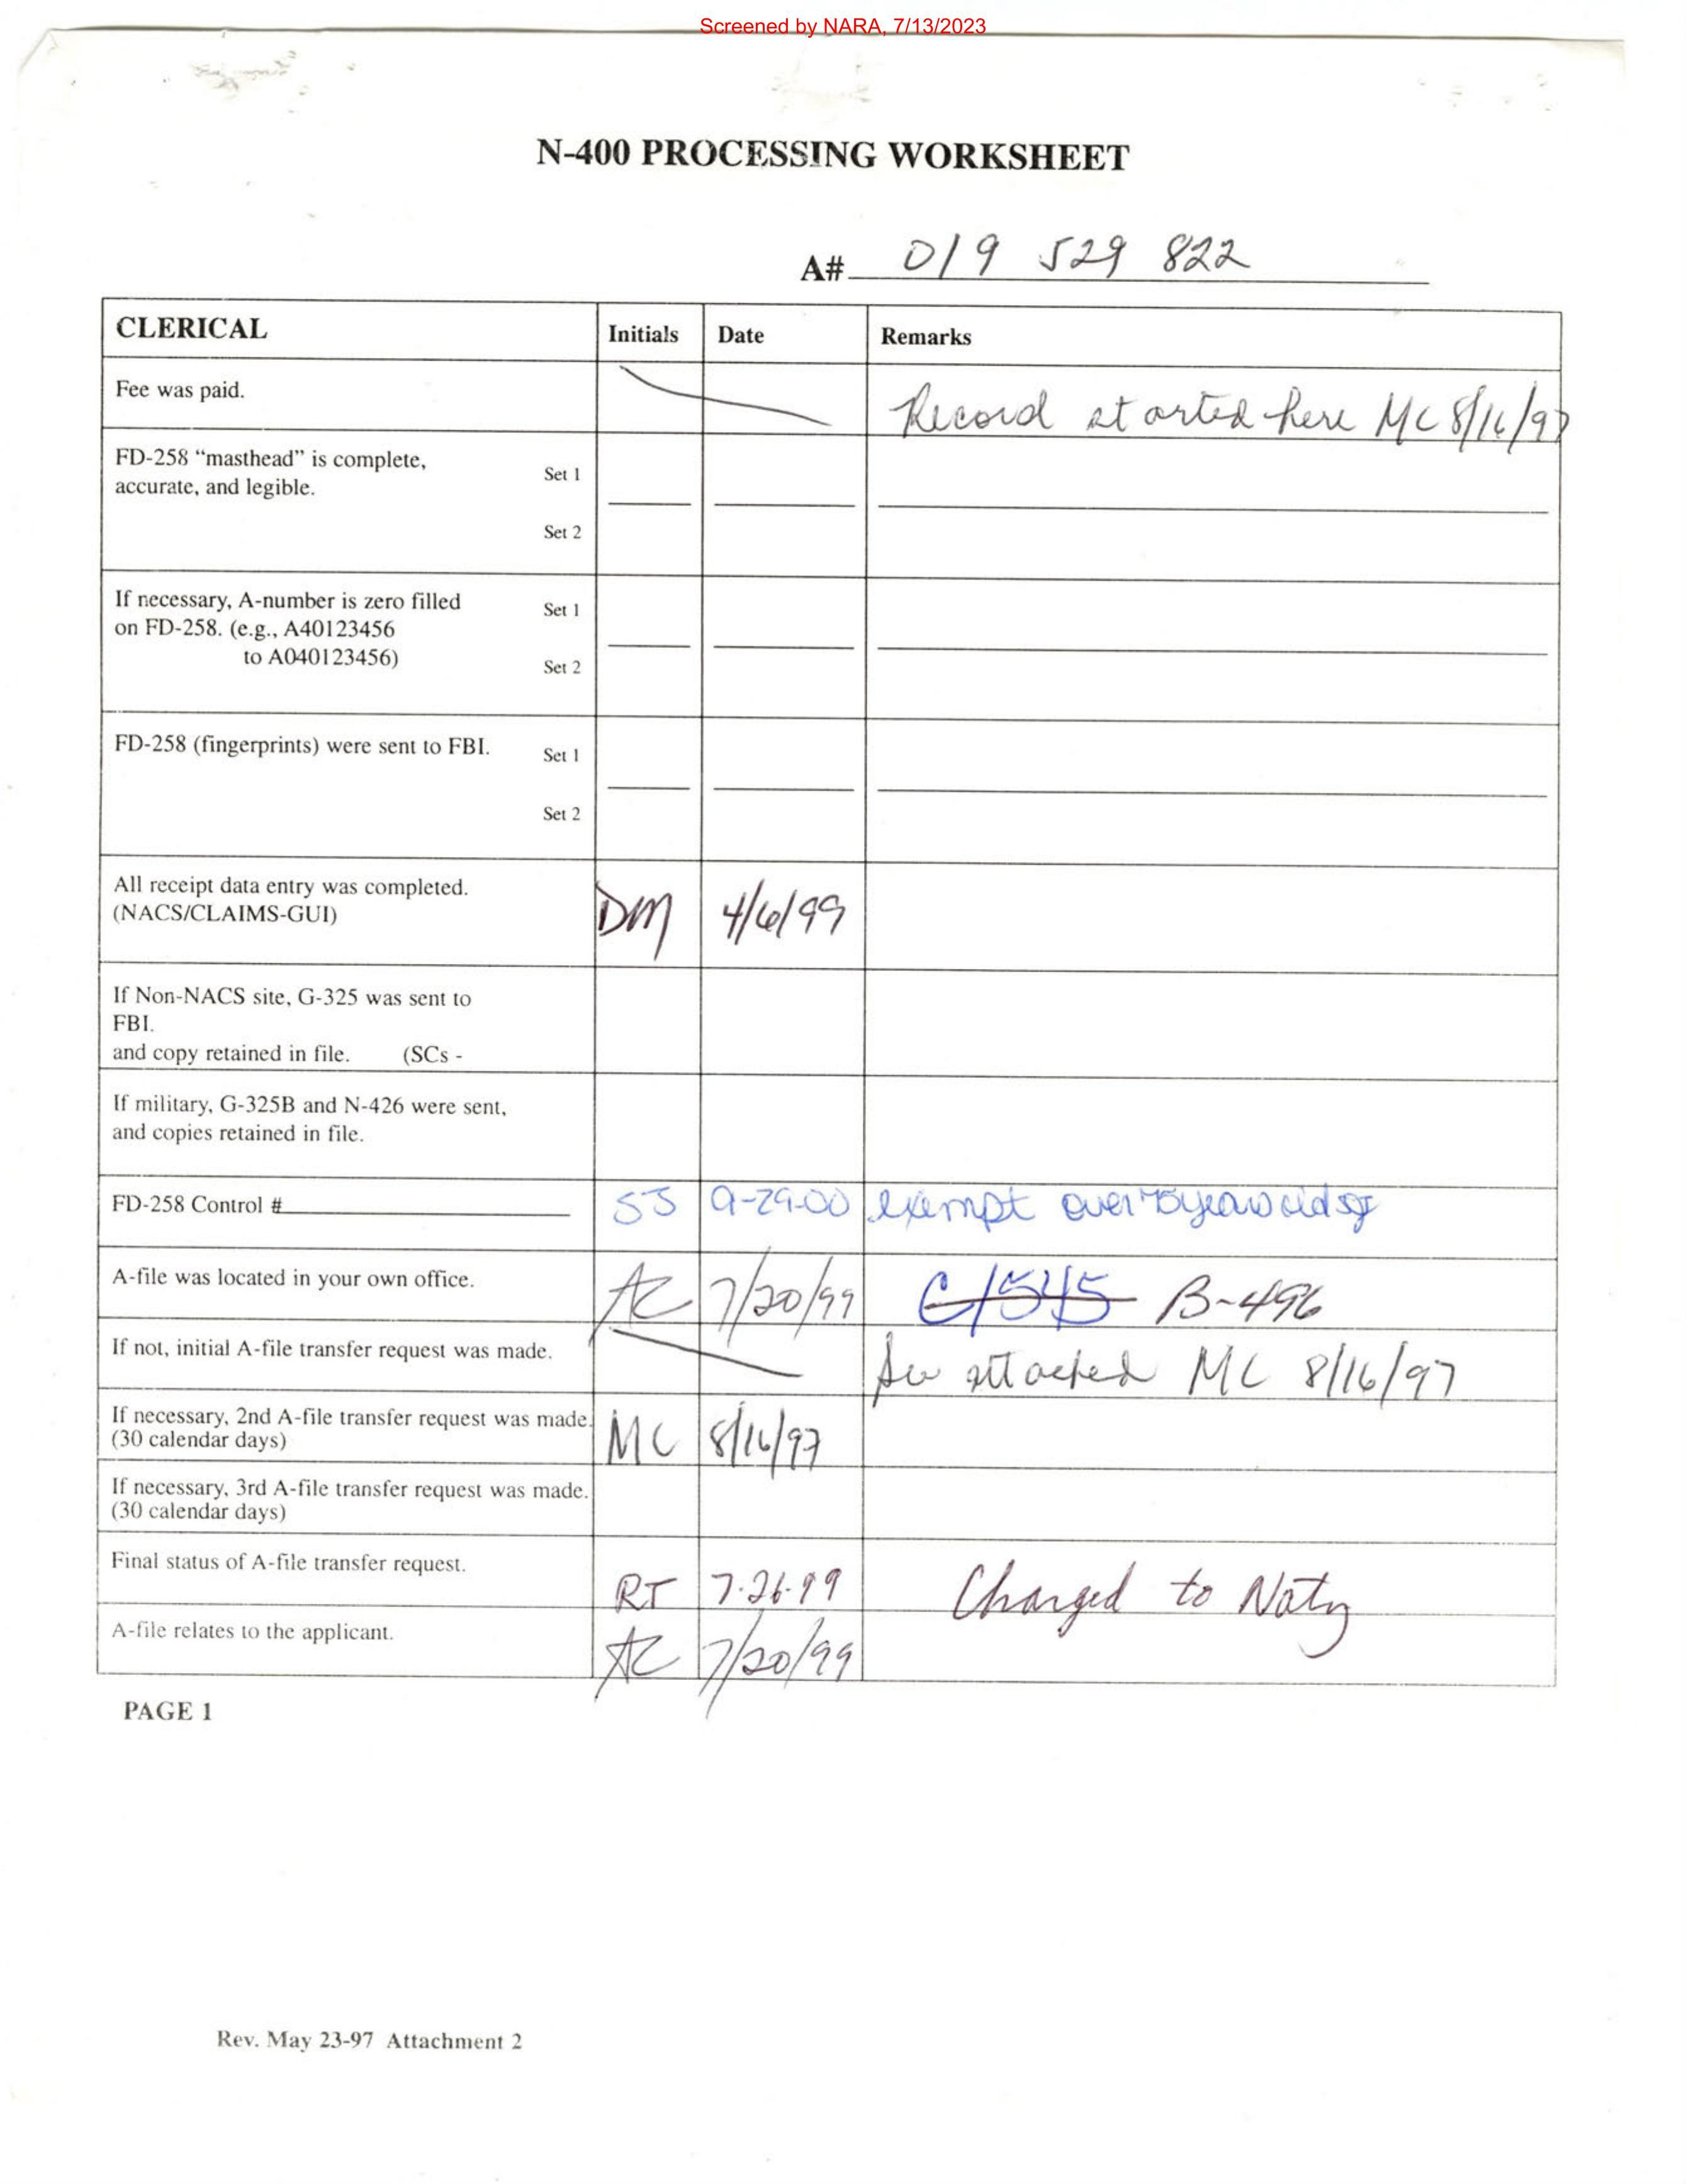 Screened by NARA, 7/13/2023
N-400 PROCESSING WORKSHEET
A# 019 529 822
CLERICAL Initials Date Remarks
Fee was paid. Record started here MC 8/16/97
FD-258 “masthead” is complete, Set 1
accurate, and legible.
Set 2
If necessary, A-number is zero filled Set 1
on FD-258. (e.g., A40123456
to A040123456) Set 2
FD-258 (fingerprints) were sent to FBI. Set 1
Set 2
All receipt data entry was completed. DM 4/6/99
(NACS/CLAIMS-GUI)
If Non-NACS site, G-325 was sent to
FBI.
and copy retained in file. (SCs -
If military, G-325B and N-426 were sent,
and copies retained in file.
FD-258 Control # SJ 9-29-00 exempt over 75 years old SJ
A-file was located in your own office. AC 7/20/99 C/545 B-496
If not, initial A-file transfer request was made. See attached MC 8/16/97
If necessary, 2nd A-file transfer request was made. MC 8/16/97
(30 calendar days)
If necessary, 3rd A-file transfer request was made.
(30 calendar days)
Final status of A-file transfer request. RT 7-26-99 Charged to Natz
A-file relates to the applicant. AC 7/20/99
PAGE 1
Rev. May 23-97 Attachment 2